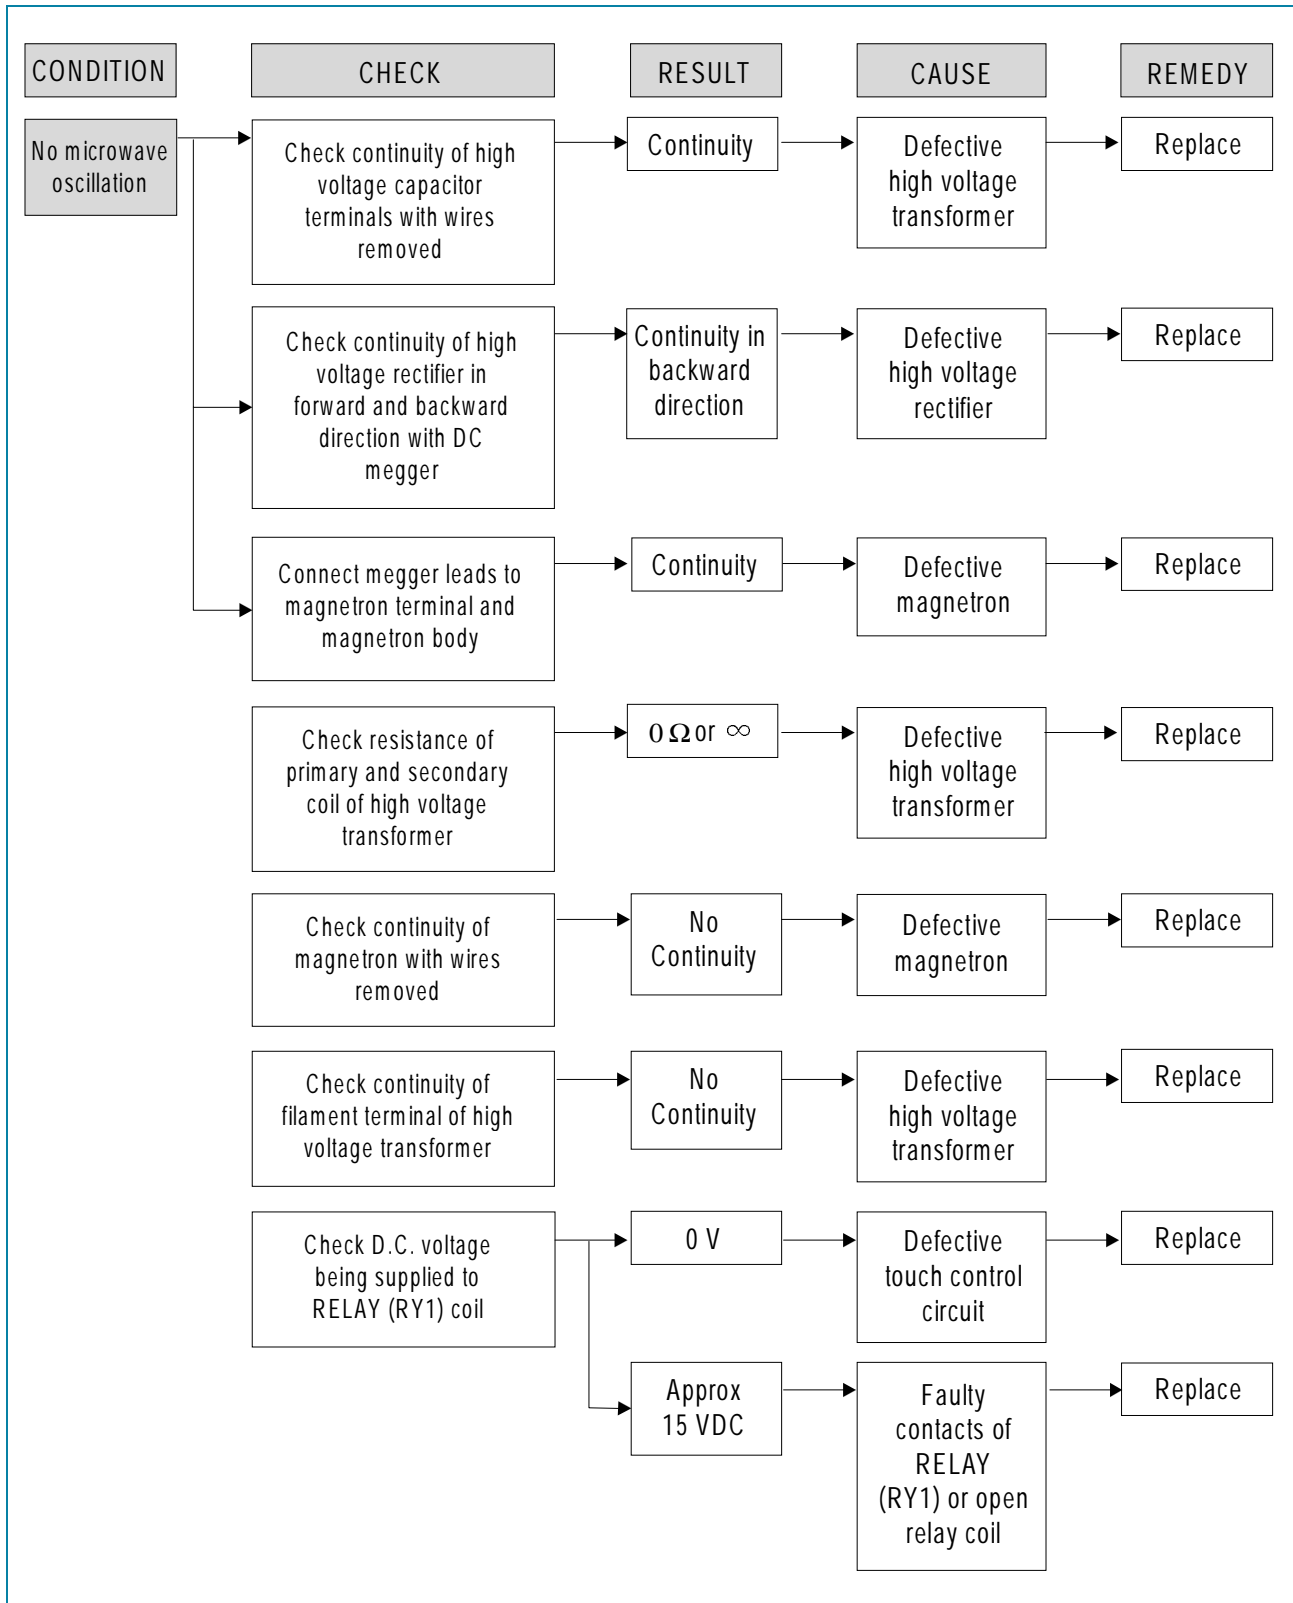 CONDITION
CHECK
RESULT
CAUSE
REMEDY
No microwave
oscillation
Check continuity of high
voltage capacitor
terminals with wires
removed
Continuity
Defective
high voltage
transformer
Replace
Check continuity of high
voltage rectifier in
forward and backward
direction with DC
megger
Continuity in
backward
direction
Defective
high voltage
rectifier
Replace
Connect megger leads to
magnetron terminal and
magnetron body
Continuity
Defective
magnetron
Replace
Check resistance of
primary and secondary
coil of high voltage
transformer
0 Ω or ∞
Defective
high voltage
transformer
Replace
Check continuity of
magnetron with wires
removed
No
Continuity
Defective
magnetron
Replace
Check continuity of
filament terminal of high
voltage transformer
No
Continuity
Defective
high voltage
transformer
Replace
Check D.C. voltage
being supplied to
RELAY (RY1) coil
0 V
Defective
touch control
circuit
Replace
Approx
15 VDC
Faulty
contacts of
RELAY
(RY1) or open
relay coil
Replace